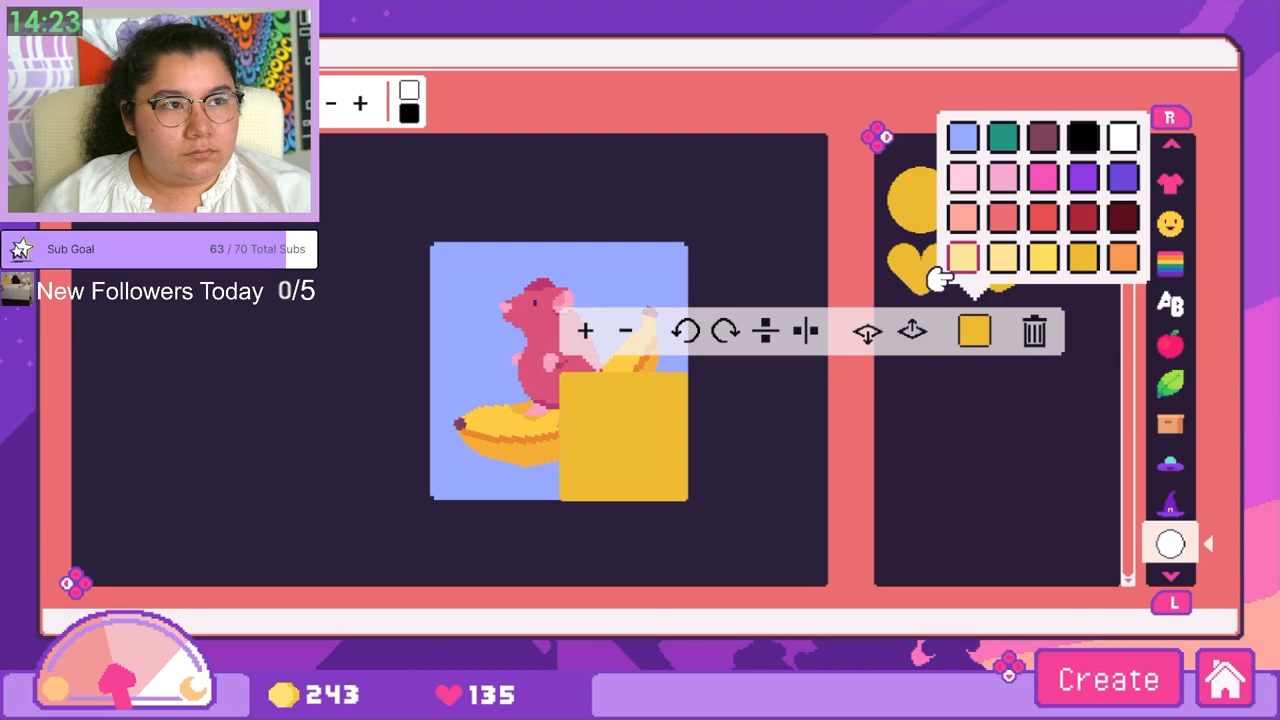 14:23
R
Sub Goal 63 / 70 Total Subs
New Followers Today 0/5
AB
L
243 135
Create